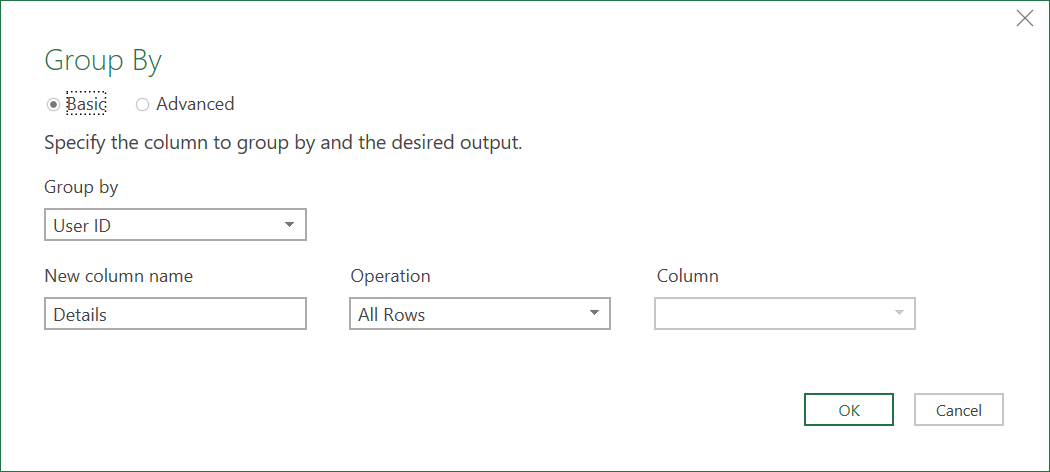 Group By
Basic Advanced
Specify the column to group by and the desired output.
Group by
User ID
New column name Operation Column
Details All Rows
OK Cancel